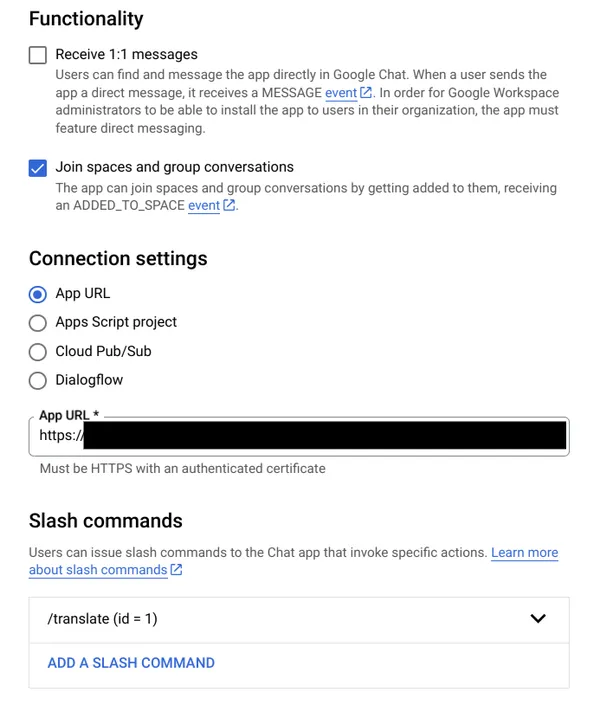 Functionality
Receive 1:1 messages
Users can find and message the app directly in Google Chat. When a user sends the
app a direct message, it receives a MESSAGE event. In order for Google Workspace
administrators to be able to install the app to users in their organization, the app must
feature direct messaging.
Join spaces and group conversations
The app can join spaces and group conversations by getting added to them, receiving
an ADDED_TO_SPACE event.
Connection settings
App URL
Apps Script project
Cloud Pub/Sub
Dialogflow
App URL *
https://
Must be HTTPS with an authenticated certificate
Slash commands
Users can issue slash commands to the Chat app that invoke specific actions. Learn more
about slash commands
/translate (id = 1)
ADD A SLASH COMMAND